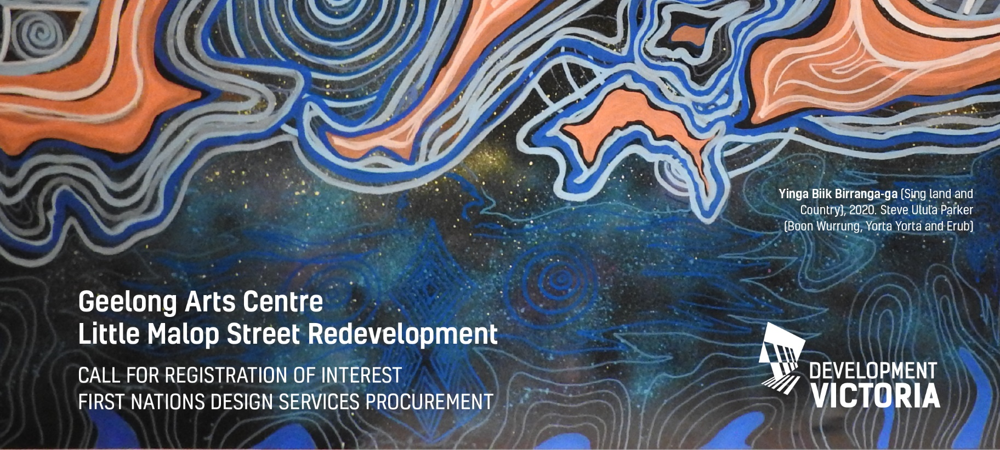 Yinga Biik Birranga-ga (Sing land and
Country), 2020. Steve Ulula Parker
(Boon Wurrung, Yorta Yorta and Erub)
Geelong Arts Centre
Little Malop Street Redevelopment
CALL FOR REGISTRATION OF INTEREST
FIRST NATIONS DESIGN SERVICES PROCUREMENT
DEVELOPMENT
VICTORIA